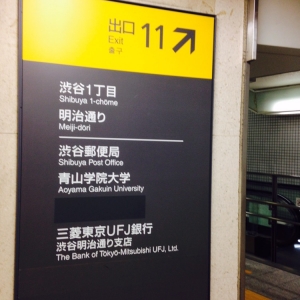 出口 11
Exit
출구
渋谷1丁目
Shibuya 1-chōme
明治通り
Meiji-dōri
渋谷郵便局
Shibuya Post Office
青山学院大学
Aoyama Gakuin University
三菱東京UFJ銀行
渋谷明治通り支店
The Bank of Tokyo-Mitsubishi UFJ, Ltd.